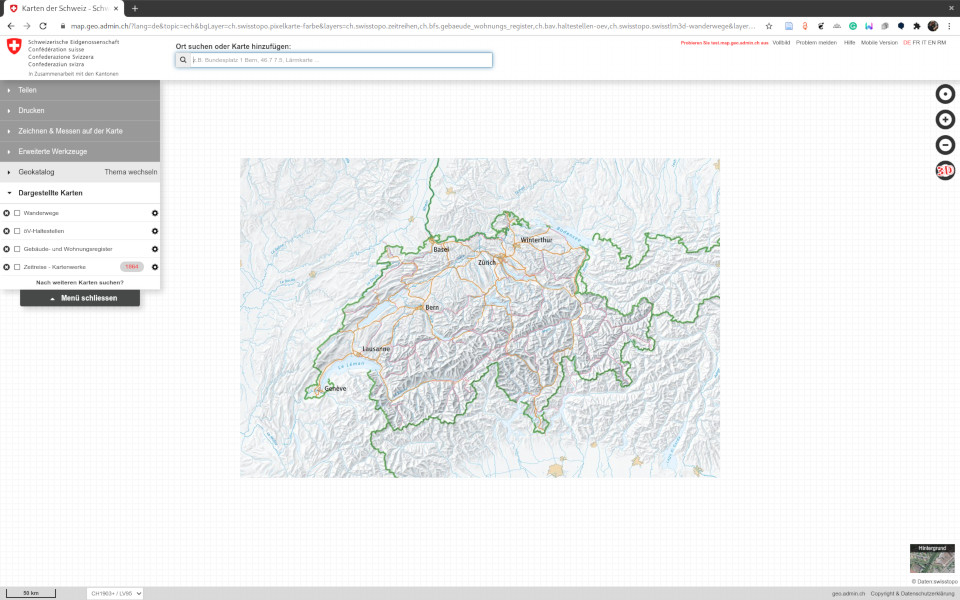 Karten der Schweiz - Schw
map.geo.admin.ch/?lang=de&topic=ech&bgLayer=ch.swisstopo.pixelkarte-farbe&layers=ch.swisstopo.zeitreihen,ch.bfs.gebaeude_wohnungs_register,ch.bav.haltestellen-oev,ch.swisstopo.swisstlm3d-wanderwege&layer...
Schweizerische Eidgenossenschaft
Confédération suisse
Confederazione Svizzera
Confederaziun svizra
In Zusammenarbeit mit den Kantonen
Ort suchen oder Karte hinzufügen:
z.B. Bundesplatz 1 Bern, 46.7 7.5, Lärmkarte ...
Probieren Sie test.map.geo.admin.ch aus
Vollbild
Problem melden
Hilfe
Mobile Version
DE FR IT EN RM
Teilen
Drucken
Zeichnen & Messen auf der Karte
Erweiterte Werkzeuge
Geokatalog
Thema wechseln
Dargestellte Karten
Wanderwege
öV-Haltestellen
Gebäude- und Wohnungsregister
Zeitreise - Kartenwerke
1864
Nach weiteren Karten suchen?
Menü schliessen
3D
Basel
Winterthur
Zürich
Bodensee
Bern
Lausanne
Le Léman
Genève
Hintergrund
© Daten:swisstopo
50 km
CH1903+ / LV95
geo.admin.ch
Copyright & Datenschutzerklärung